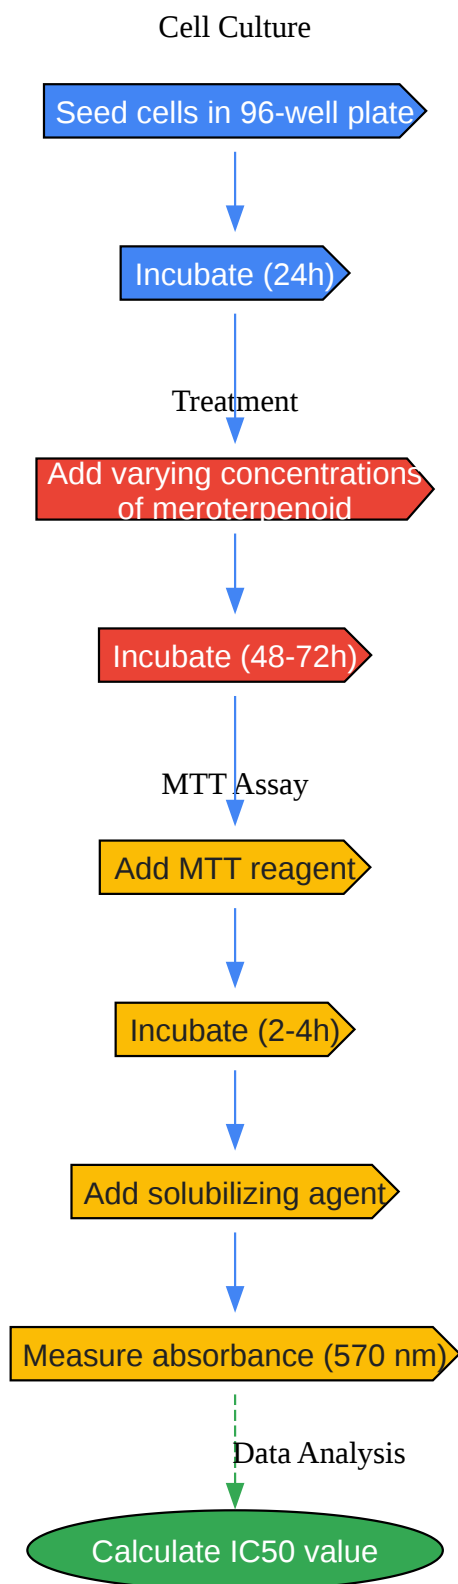 Cell Culture
Seed cells in 96-well plate
Incubate (24h)
Treatment
Add varying concentrations
of meroterpenoid
Incubate (48-72h)
MTT Assay
Add MTT reagent
Incubate (2-4h)
Add solubilizing agent
Measure absorbance (570 nm)
Data Analysis
Calculate IC50 value